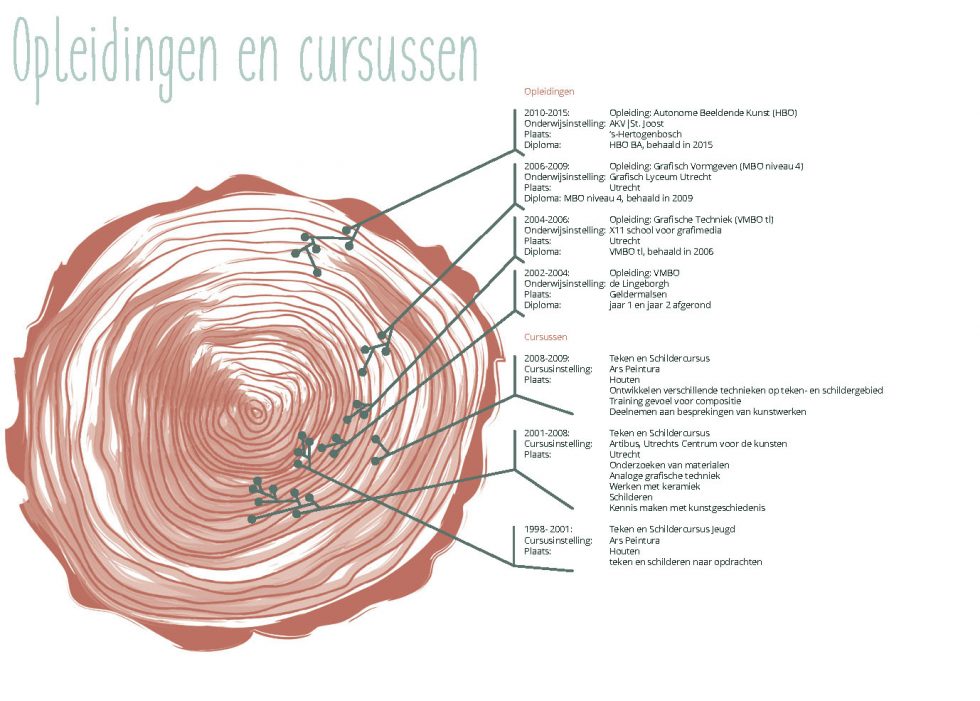 Opleidingen en cursussen
Opleidingen
2010-2015: Opleiding: Autonome Beeldende Kunst (HBO)
Onderwijsinstelling: AKV|St. Joost
Plaats: 's-Hertogenbosch
Diploma: HBO BA, behaald in 2015
2006-2009: Opleiding: Grafisch Vormgeven (MBO niveau 4)
Onderwijsinstelling: Grafisch Lyceum Utrecht
Plaats: Utrecht
Diploma: MBO niveau 4, behaald in 2009
2004-2006: Opleiding: Grafische Techniek (VMBO tl)
Onderwijsinstelling: X11 school voor grafimedia
Plaats: Utrecht
Diploma: VMBO tl, behaald in 2006
2002-2004: Opleiding: VMBO
Onderwijsinstelling: de Lingeborgh
Plaats: Geldermalsen
Diploma: jaar 1 en jaar 2 afgerond
Cursussen
2008-2009: Teken en Schildercursus
Cursusinstelling: Ars Peintura
Plaats: Houten
Ontwikkelen verschillende technieken op teken- en schildergebied
Training gevoel voor compositie
Deelnemen aan besprekingen van kunstwerken
2001-2008: Teken en Schildercursus
Cursusinstelling: Artibus, Utrechts Centrum voor de kunsten
Plaats: Utrecht
Onderzoeken van materialen
Analoge grafische techniek
Werken met keramiek
Schilderen
Kennis maken met kunstgeschiedenis
1998- 2001: Teken en Schildercursus Jeugd
Cursusinstelling: Ars Peintura
Plaats: Houten
teken en schilderen naar opdrachten